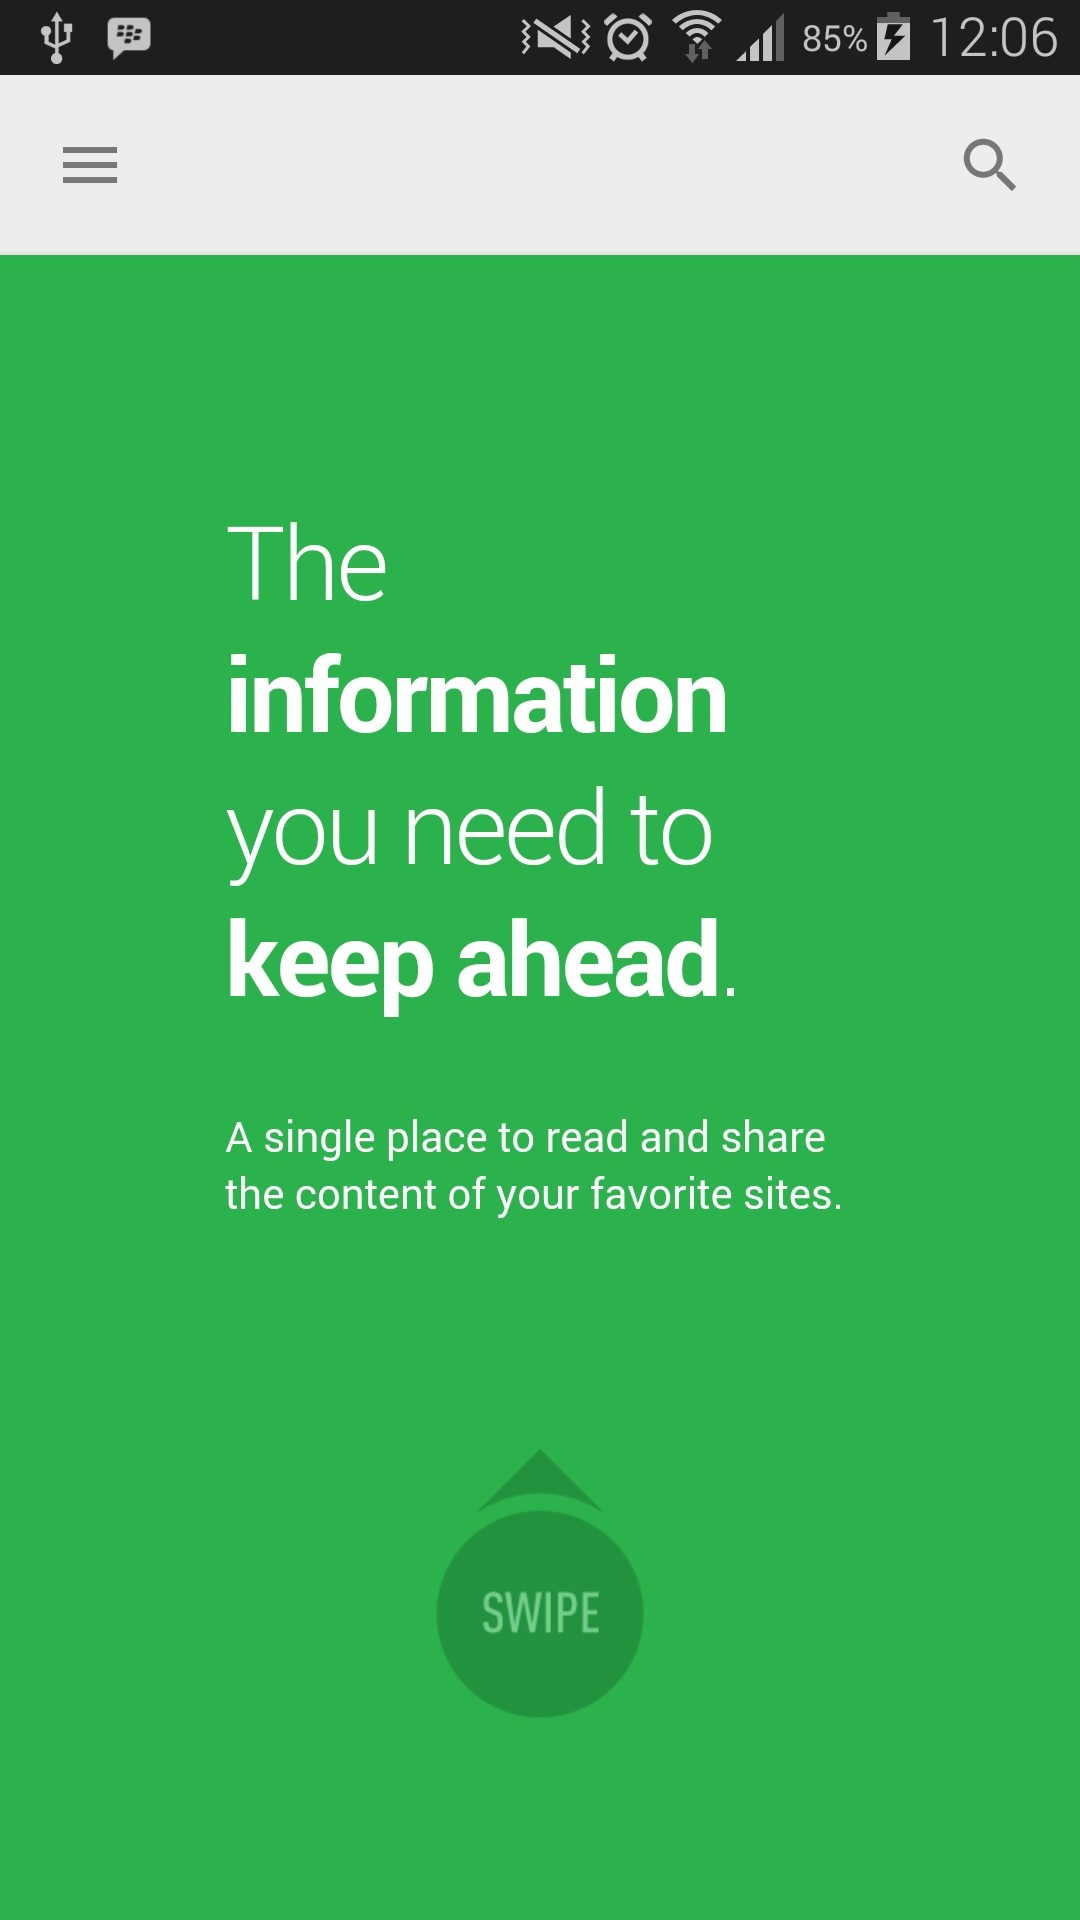 85% 12:06
The
information
you need to
keep ahead.
A single place to read and share
the content of your favorite sites.
SWIPE